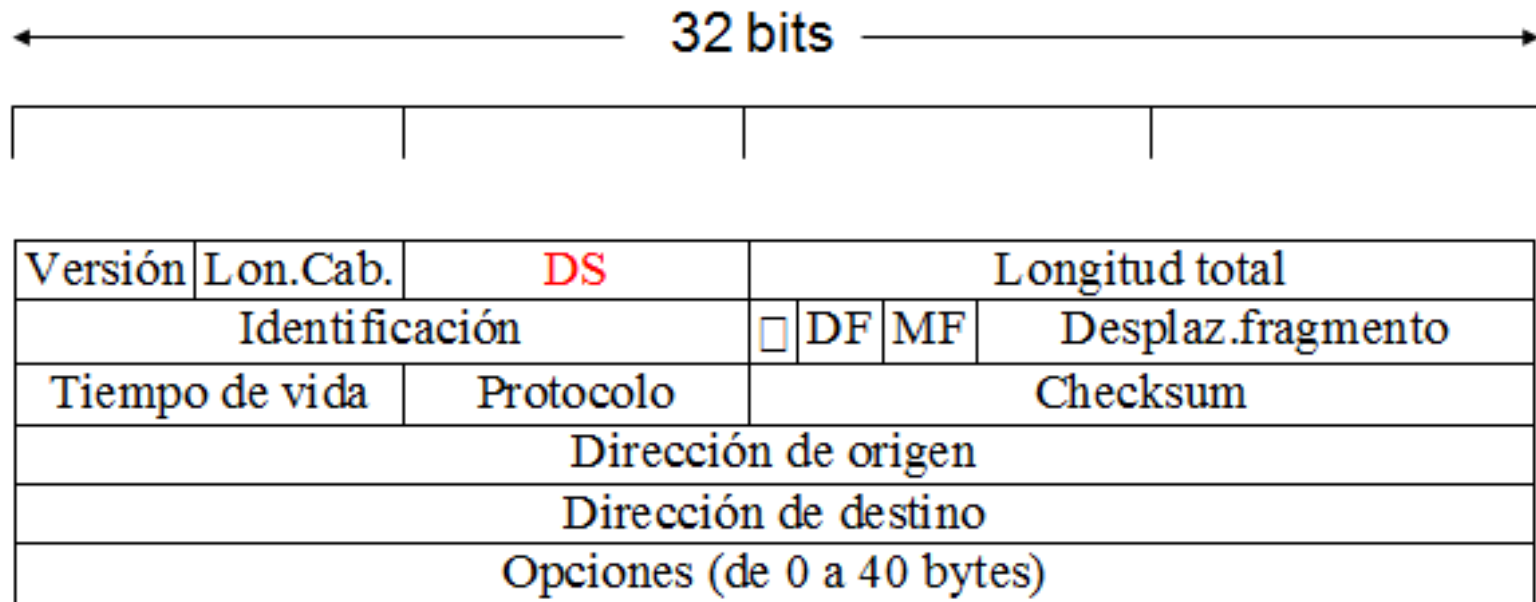 32 bits
Versión Lon.Cab. DS Longitud total
Identificación DF MF Desplaz.fragmento
Tiempo de vida Protocolo Checksum
Dirección de origen
Dirección de destino
Opciones (de 0 a 40 bytes)